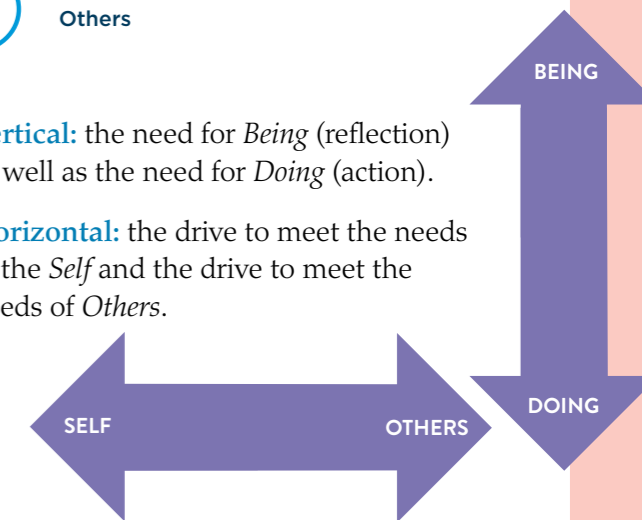 Others
BEING
ertical: the need for Being (reflection)
well as the need for Doing (action).
orizontal: the drive to meet the needs
the Self and the drive to meet the
eds of Others.
DOING
SELF
OTHERS